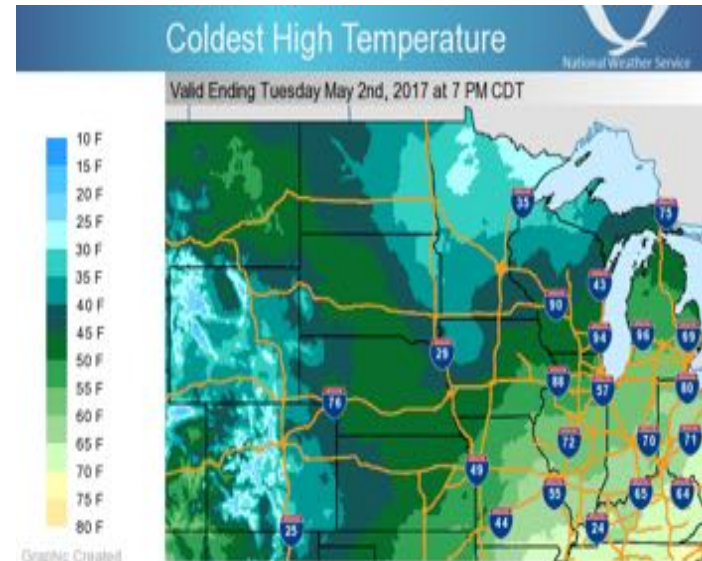 Coldest High Temperature
National Weather Service
Valid Ending Tuesday May 2nd, 2017 at 7 PM CDT
10 F
15 F
20 F
25 F
30 F
35 F
40 F
45 F
50 F
55 F
60 F
65 F
70 F
75 F
80 F
35
75
43
90
94
96
69
29
88
57
80
76
72
70
71
49
55
65
64
44
24
25
Graphic Created